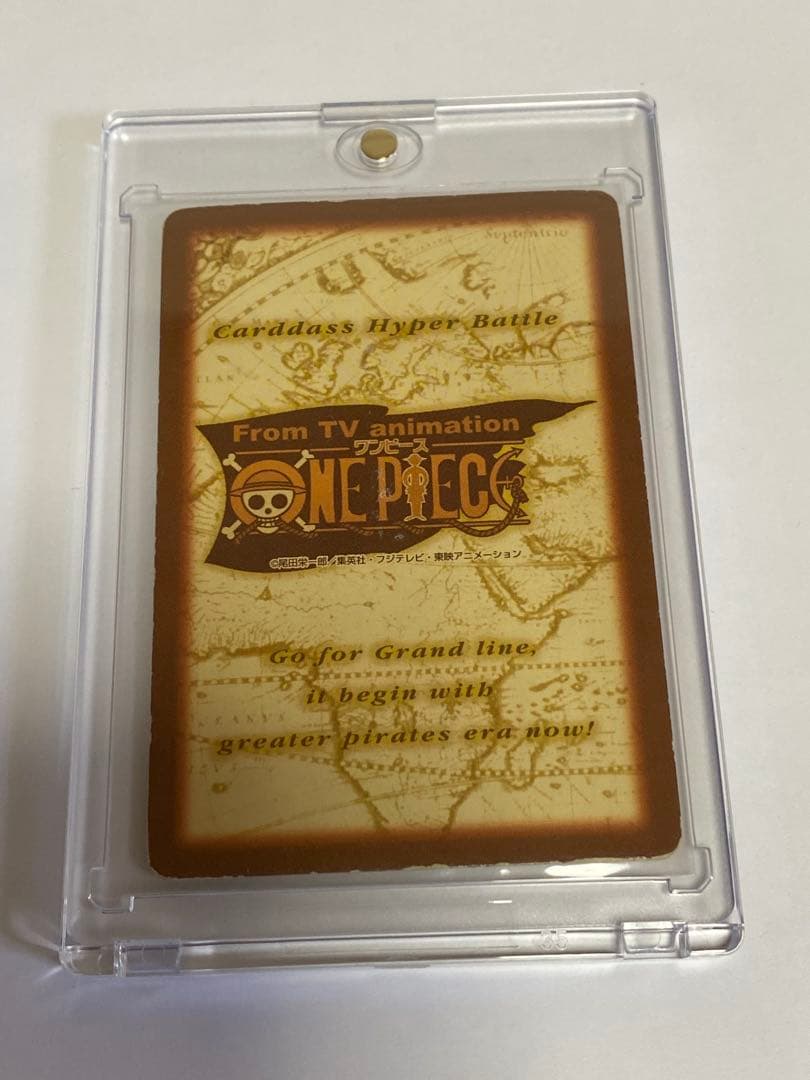 Septentrio
Carddass Hyper Battle
From TV animation
ワンピース
ONE PIECE
©尾田栄一郎／集英社・フジテレビ・東映アニメーション
Go for Grand line,
it begin with
greater pirates era now!
35